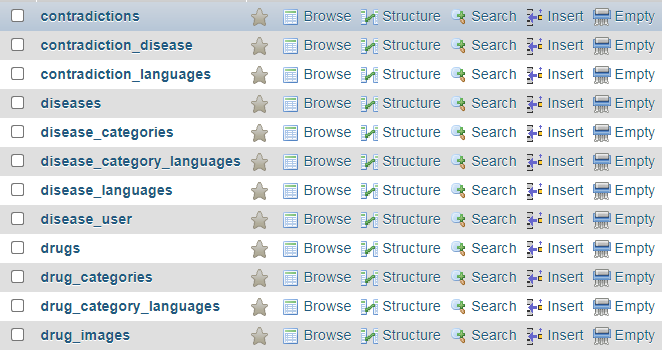 contradictions Browse Structure Search Insert Empty
contradiction_disease Browse Structure Search Insert Empty
contradiction_languages Browse Structure Search Insert Empty
diseases Browse Structure Search Insert Empty
disease_categories Browse Structure Search Insert Empty
disease_category_languages Browse Structure Search Insert Empty
disease_languages Browse Structure Search Insert Empty
disease_user Browse Structure Search Insert Empty
drugs Browse Structure Search Insert Empty
drug_categories Browse Structure Search Insert Empty
drug_category_languages Browse Structure Search Insert Empty
drug_images Browse Structure Search Insert Empty